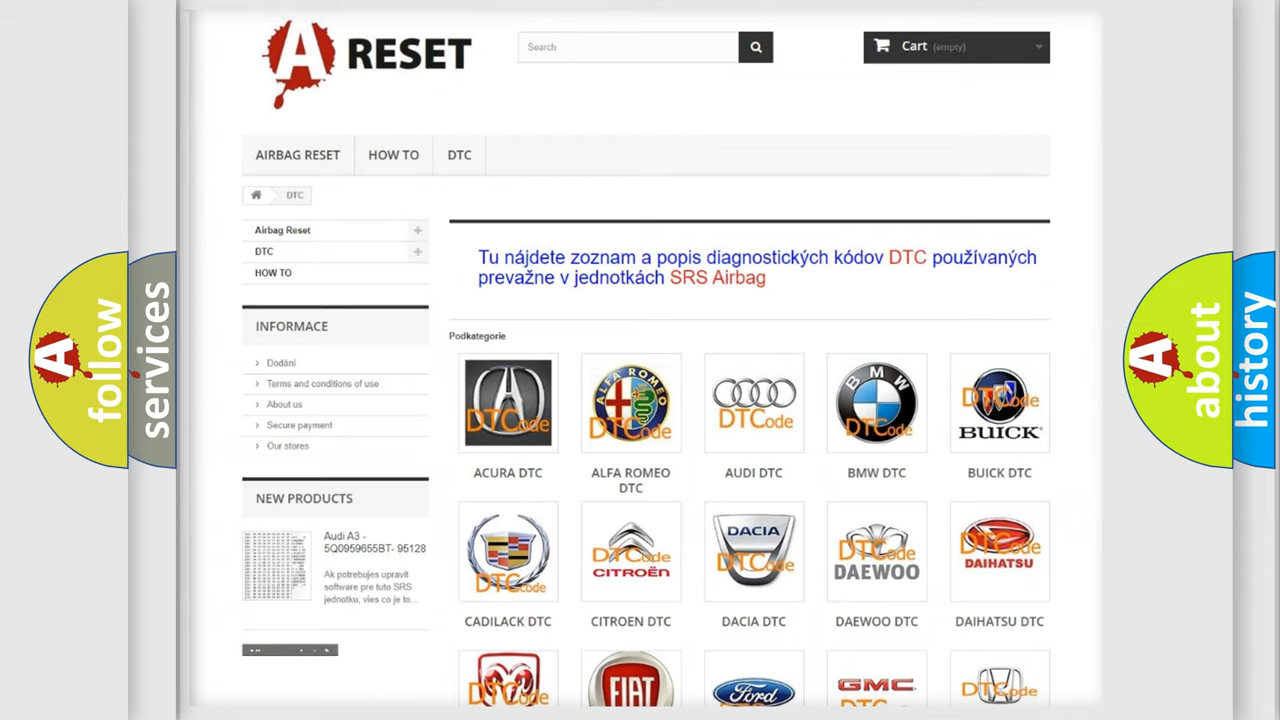 A RESET
Search
Cart (empty)
AIRBAG RESET
HOW TO
DTC
DTC
Airbag Reset
DTC
HOW TO
Tu nájdete zoznam a popis diagnostických kódov DTC používaných
prevažne v jednotkách SRS Airbag
INFORMACE
Dodání
Terms and conditions of use
About us
Secure payment
Our stores
NEW PRODUCTS
Audi A3 -
5Q0959655BT- 95128
Ak potrebujes upravit
software pre tuto SRS
jednotku, vies co je to...
Podkategorie
DTCode
ALFA ROMEO
DTCode
DTCode
BMW
DTCode
DTCode
BUICK
ACURA DTC
ALFA ROMEO
DTC
AUDI DTC
BMW DTC
BUICK DTC
DTCode
DTCode
CITROËN
DACIA
DTCode
DTCode
DAEWOO
DTCode
DAIHATSU
CADILACK DTC
CITROEN DTC
DACIA DTC
DAEWOO DTC
DAIHATSU DTC
DTCode
FIAT
Ford
GMC
DTCode
A
follow
services
A
about
history